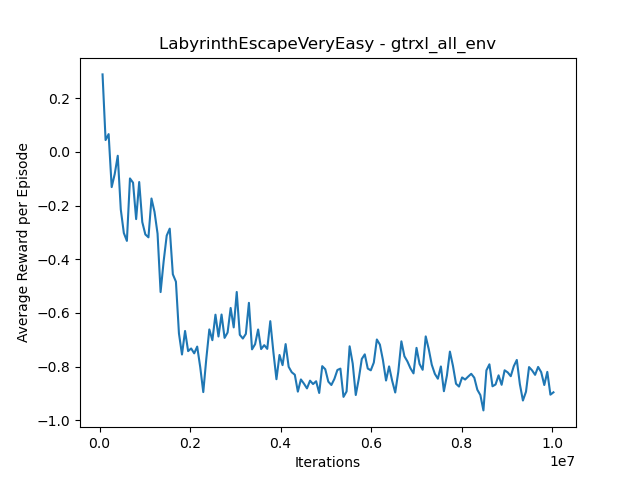 LabyrinthEscapeVeryEasy - gtrxl_all_env
Average Reward per Episode
0.2
0.0
−0.2
−0.4
−0.6
−0.8
−1.0
0.0 0.2 0.4 0.6 0.8 1.0
1e7
Iterations